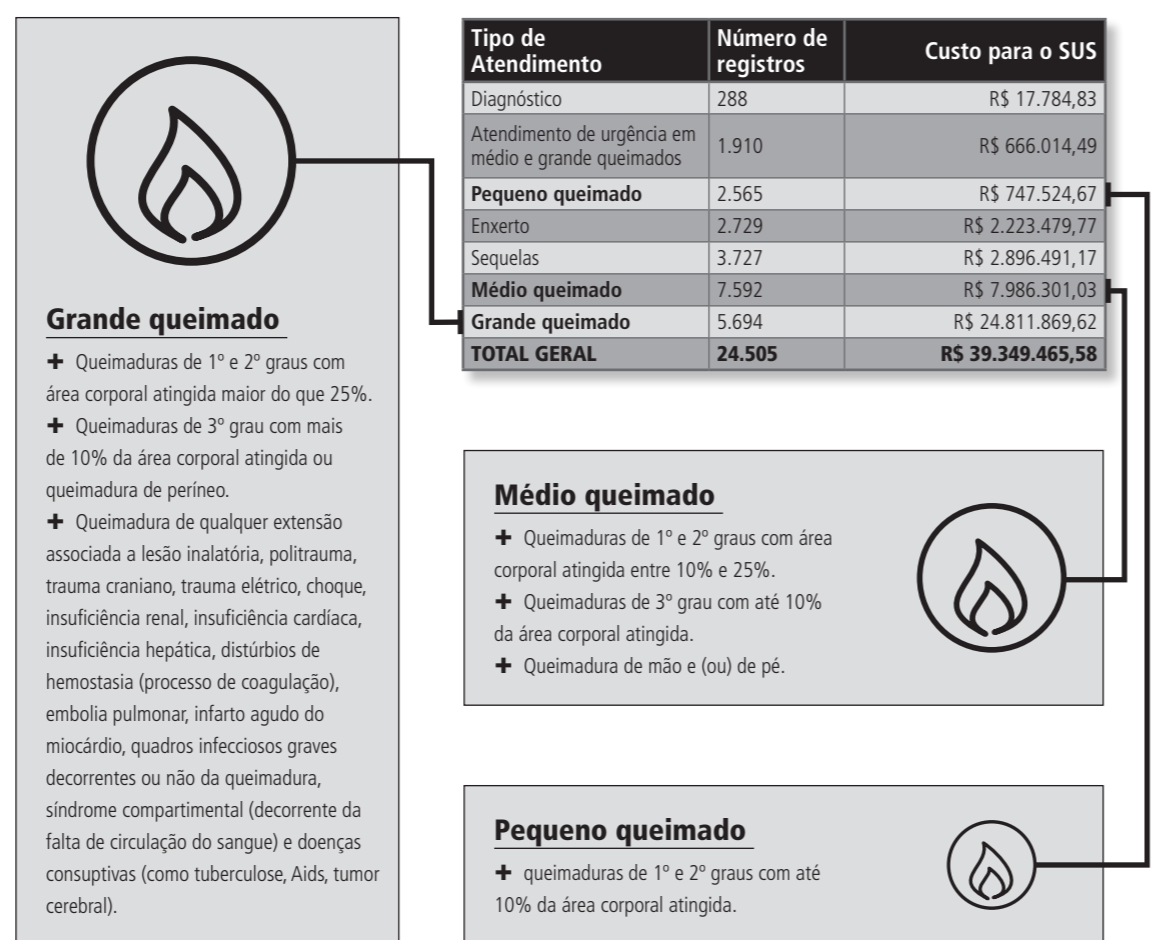 Tipo de Atendimento Número de registros Custo para o SUS
Diagnóstico 288 R$ 17.784,83
Atendimento de urgência em
médio e grande queimados 1.910 R$ 666.014,49
Pequeno queimado 2.565 R$ 747.524,67
Enxerto 2.729 R$ 2.223.479,77
Sequelas 3.727 R$ 2.896.491,17
Médio queimado 7.592 R$ 7.986.301,03
Grande queimado 5.694 R$ 24.811.869,62
TOTAL GERAL 24.505 R$ 39.349.465,58
Grande queimado
+ Queimaduras de 1º e 2º graus com
área corporal atingida maior do que 25%.
+ Queimaduras de 3º grau com mais
de 10% da área corporal atingida ou
queimadura de períneo.
+ Queimadura de qualquer extensão
associada a lesão inalatória, politrauma,
trauma craniano, trauma elétrico, choque,
insuficiência renal, insuficiência cardíaca,
insuficiência hepática, distúrbios de
hemostasia (processo de coagulação),
embolia pulmonar, infarto agudo do
miocárdio, quadros infecciosos graves
decorrentes ou não da queimadura,
síndrome compartimental (decorrente da
falta de circulação do sangue) e doenças
consuptivas (como tuberculose, Aids, tumor
cerebral).
Médio queimado
+ Queimaduras de 1º e 2º graus com área
corporal atingida entre 10% e 25%.
+ Queimaduras de 3º grau com até 10%
da área corporal atingida.
+ Queimadura de mão e (ou) de pé.
Pequeno queimado
+ queimaduras de 1º e 2º graus com até
10% da área corporal atingida.